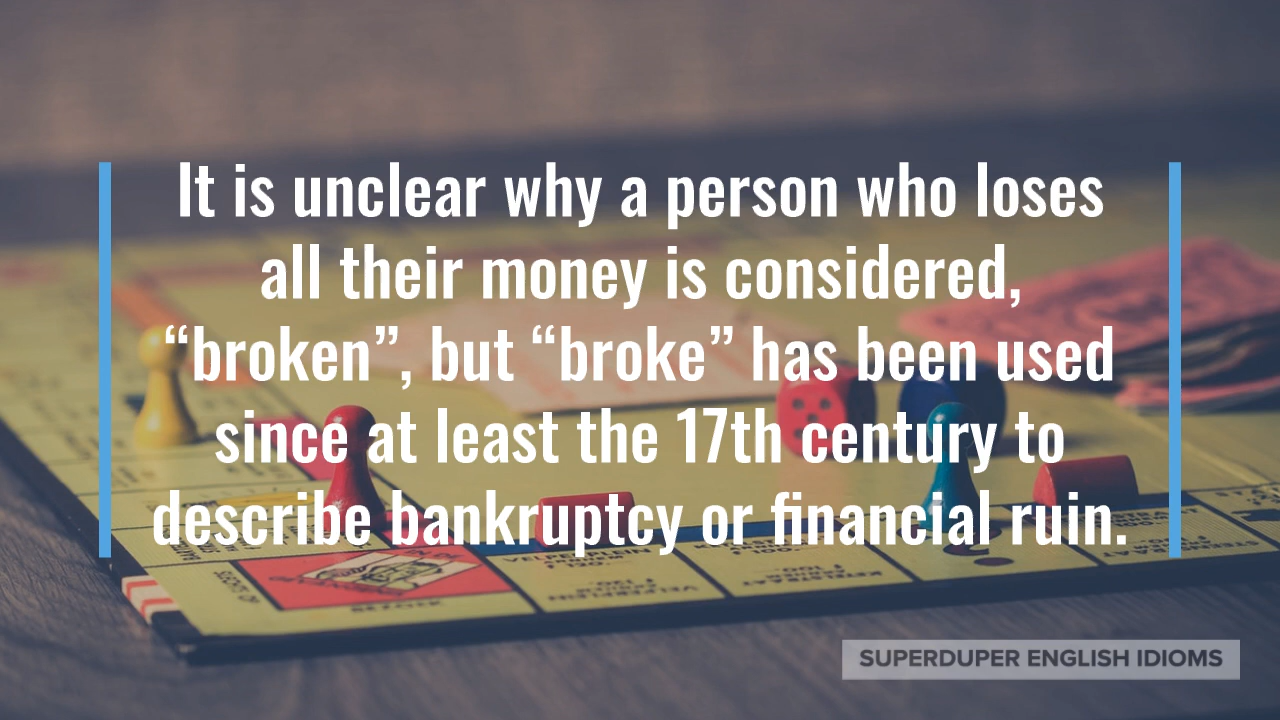 It is unclear why a person who loses
all their money is considered,
“broken”, but “broke” has been used
since at least the 17th century to
describe bankruptcy or financial ruin.
SUPERDUPER ENGLISH IDIOMS